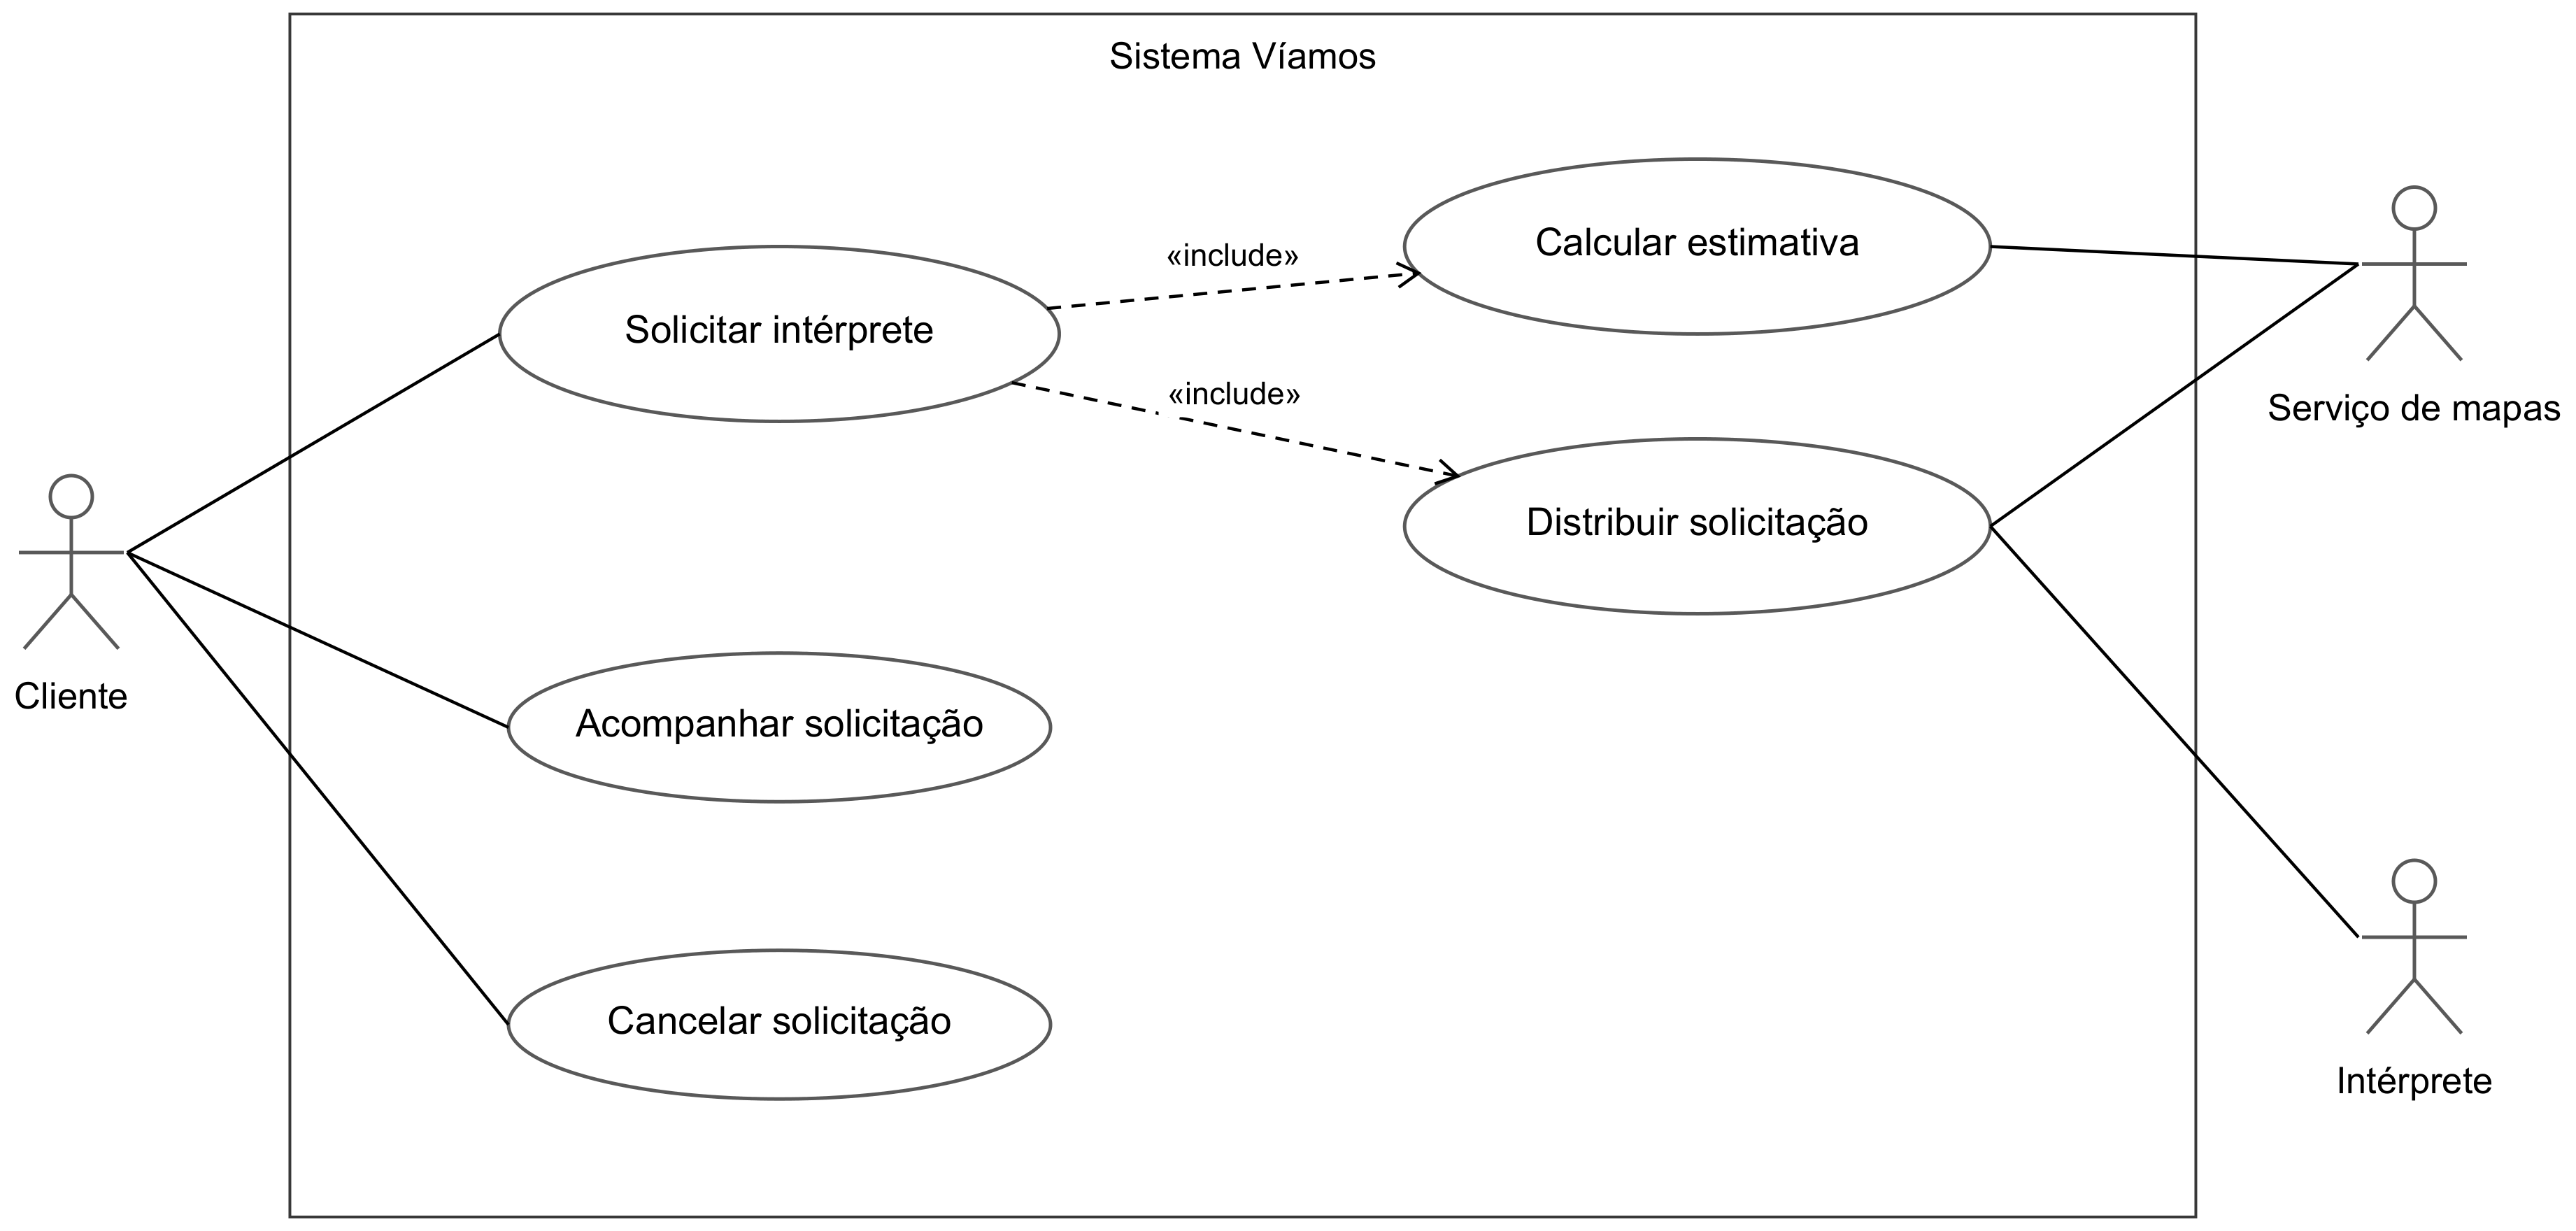 Sistema Víamos
Calcular estimativa
«include»
Solicitar intérprete
«include»
Serviço de mapas
Distribuir solicitação
Cliente
Acompanhar solicitação
Cancelar solicitação
Intérprete